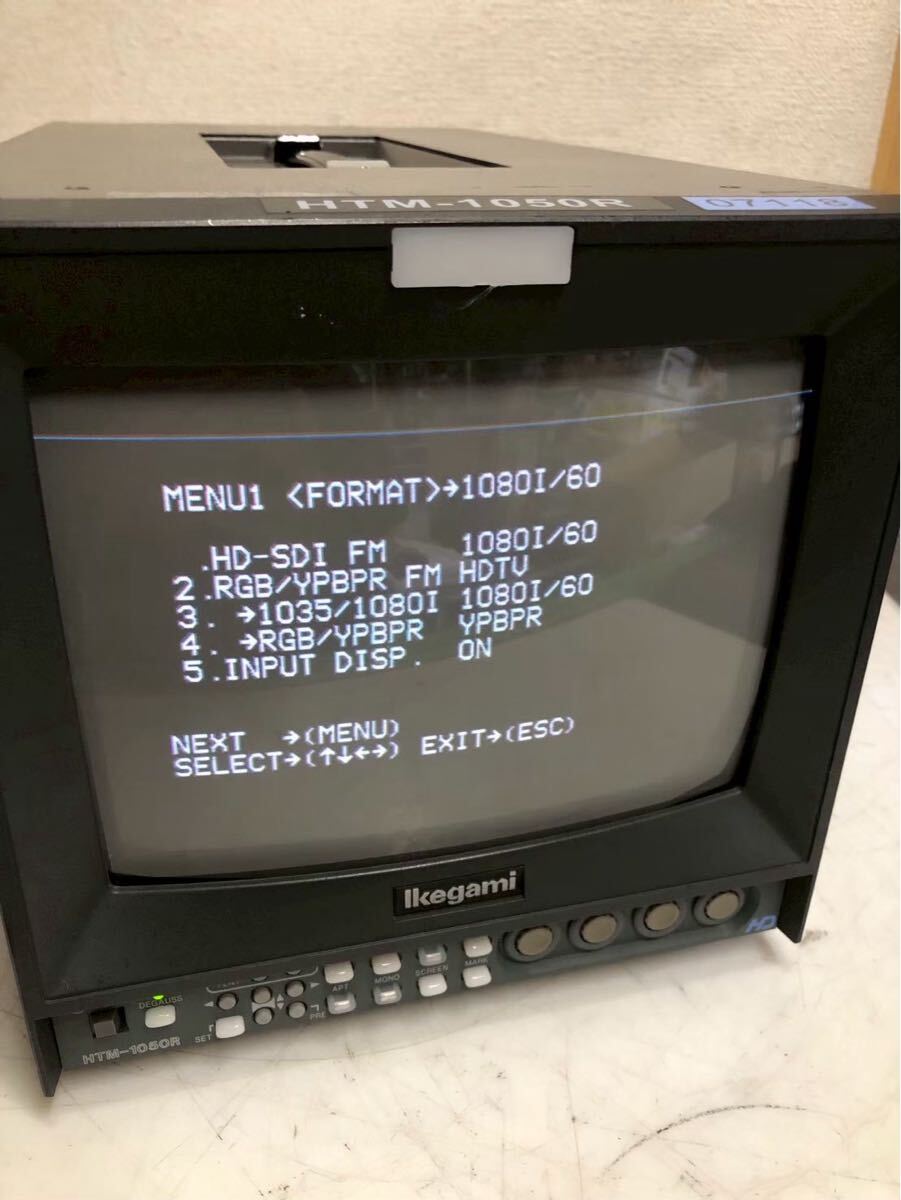 HTM-1050R 07118
MENU1 <FORMAT>→1080I/60
.HD-SDI FM 1080I/60
2.RGB/YPBPR FM HDTV
3. →1035/1080I 1080I/60
4. →RGB/YPBPR YPBPR
5.INPUT DISP. ON
NEXT →(MENU)
SELECT→(↑↓←→) EXIT→(ESC)
Ikegami
HD
APT MONO SCREEN MARK
DEGAUSS
SET PRE
HTM-1050R